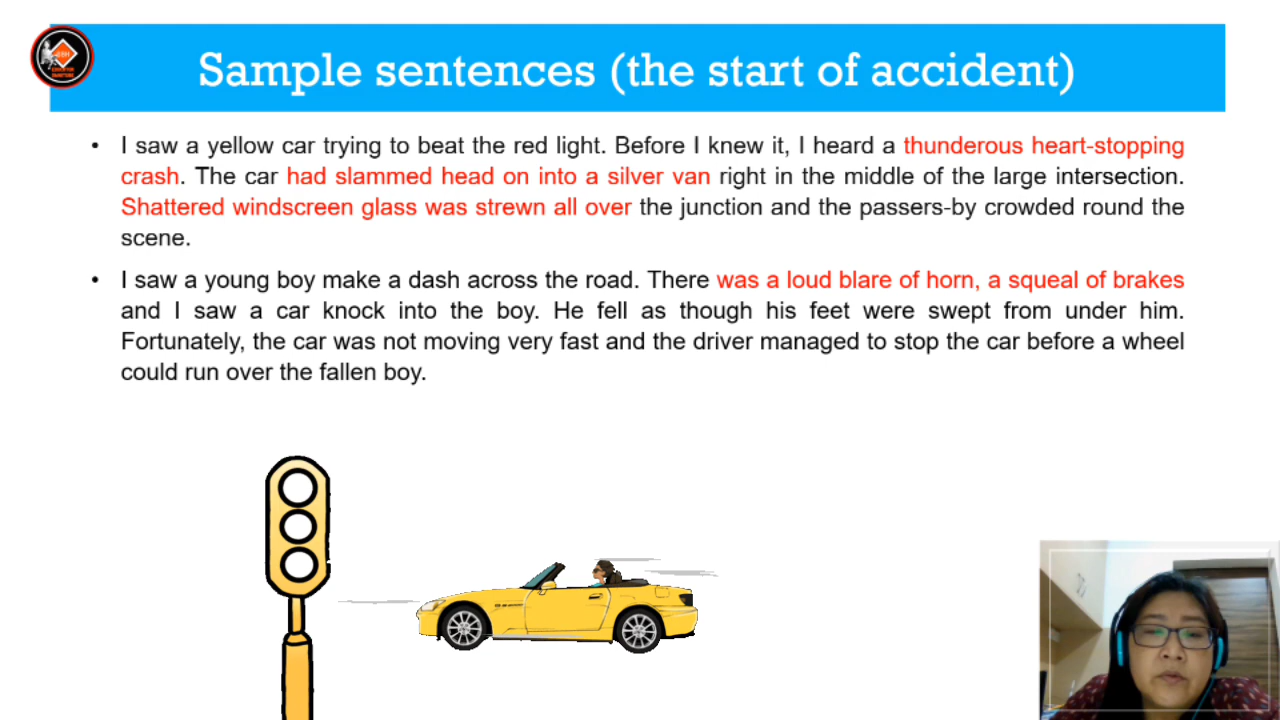 Sample sentences (the start of accident)
• I saw a yellow car trying to beat the red light. Before I knew it, I heard a thunderous heart-stopping
crash. The car had slammed head on into a silver van right in the middle of the large intersection.
Shattered windscreen glass was strewn all over the junction and the passers-by crowded round the
scene.
• I saw a young boy make a dash across the road. There was a loud blare of horn, a squeal of brakes
and I saw a car knock into the boy. He fell as though his feet were swept from under him.
Fortunately, the car was not moving very fast and the driver managed to stop the car before a wheel
could run over the fallen boy.